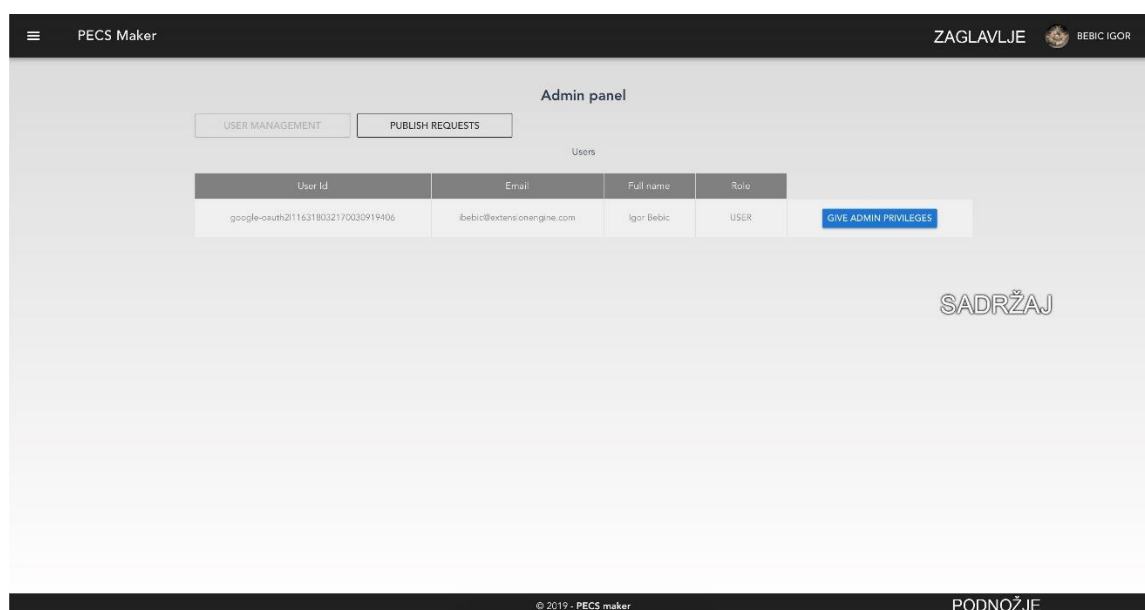 PECS Maker ZAGLAVLJE BEBIC IGOR
Admin panel
USER MANAGEMENT PUBLISH REQUESTS
Users
User Id Email Full name Role
google-oauth2|116318032170030919406 ibebic@extensionengine.com Igor Bebic USER GIVE ADMIN PRIVILEGES
SADRŽAJ
© 2019 - PECS maker PODNOŽJE